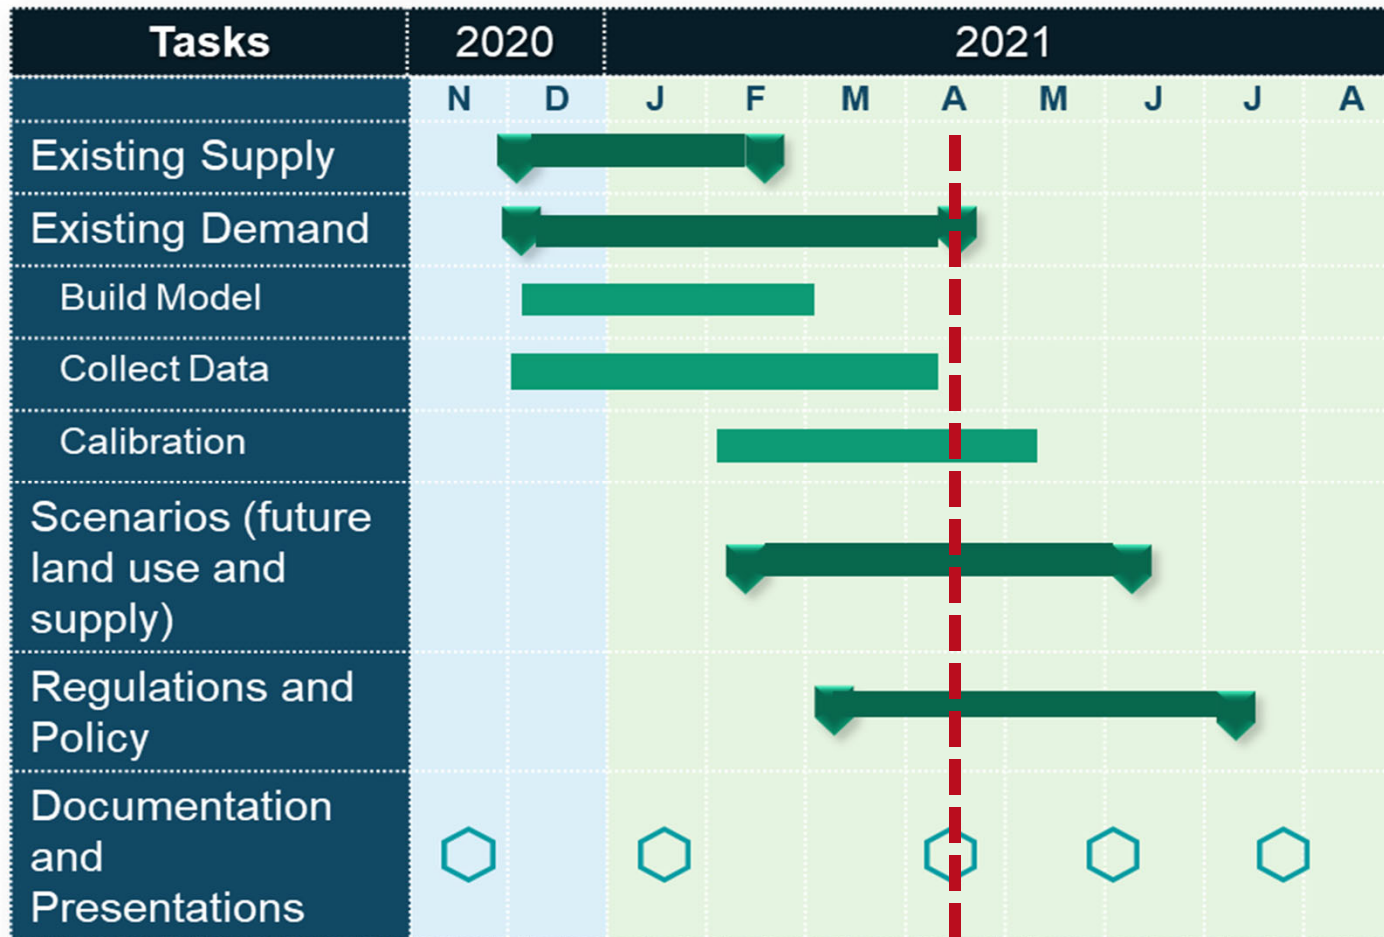 Tasks 2020 2021
N D J F M A M J J A
Existing Supply
Existing Demand
Build Model
Collect Data
Calibration
Scenarios (future
land use and
supply)
Regulations and
Policy
Documentation
and
Presentations